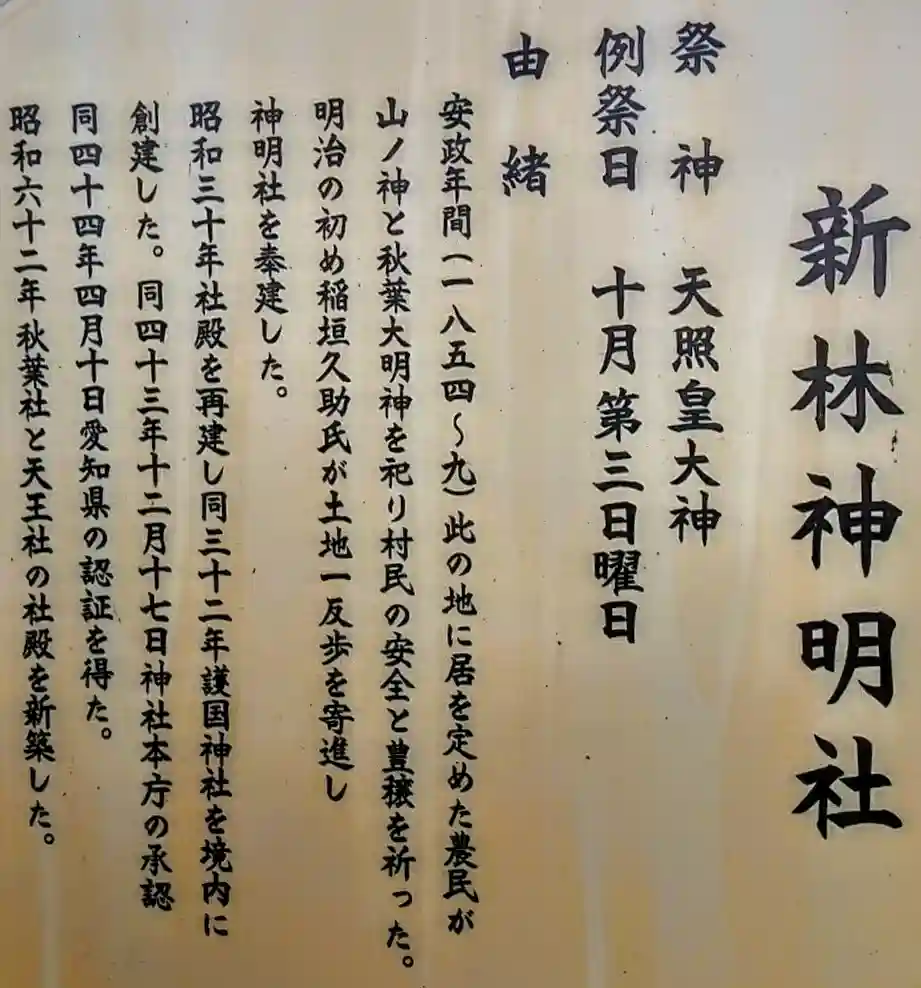 新林神明社
祭神 天照皇大神
例祭日 十月第三日曜日
由緒
安政年間(一八五四～九)此の地に居を定めた農民が
山ノ神と秋葉大明神を祀り村民の安全と豊穣を祈った。
明治の初め稲垣久助氏が土地一反歩を寄進し
神明社を奉建した。
昭和三十年社殿を再建し同三十二年護国神社を境内に
創建した。同四十三年十二月十七日神社本庁の承認
同四十四年四月十日愛知県の認証を得た。
昭和六十二年秋葉社と天王社の社殿を新築した。